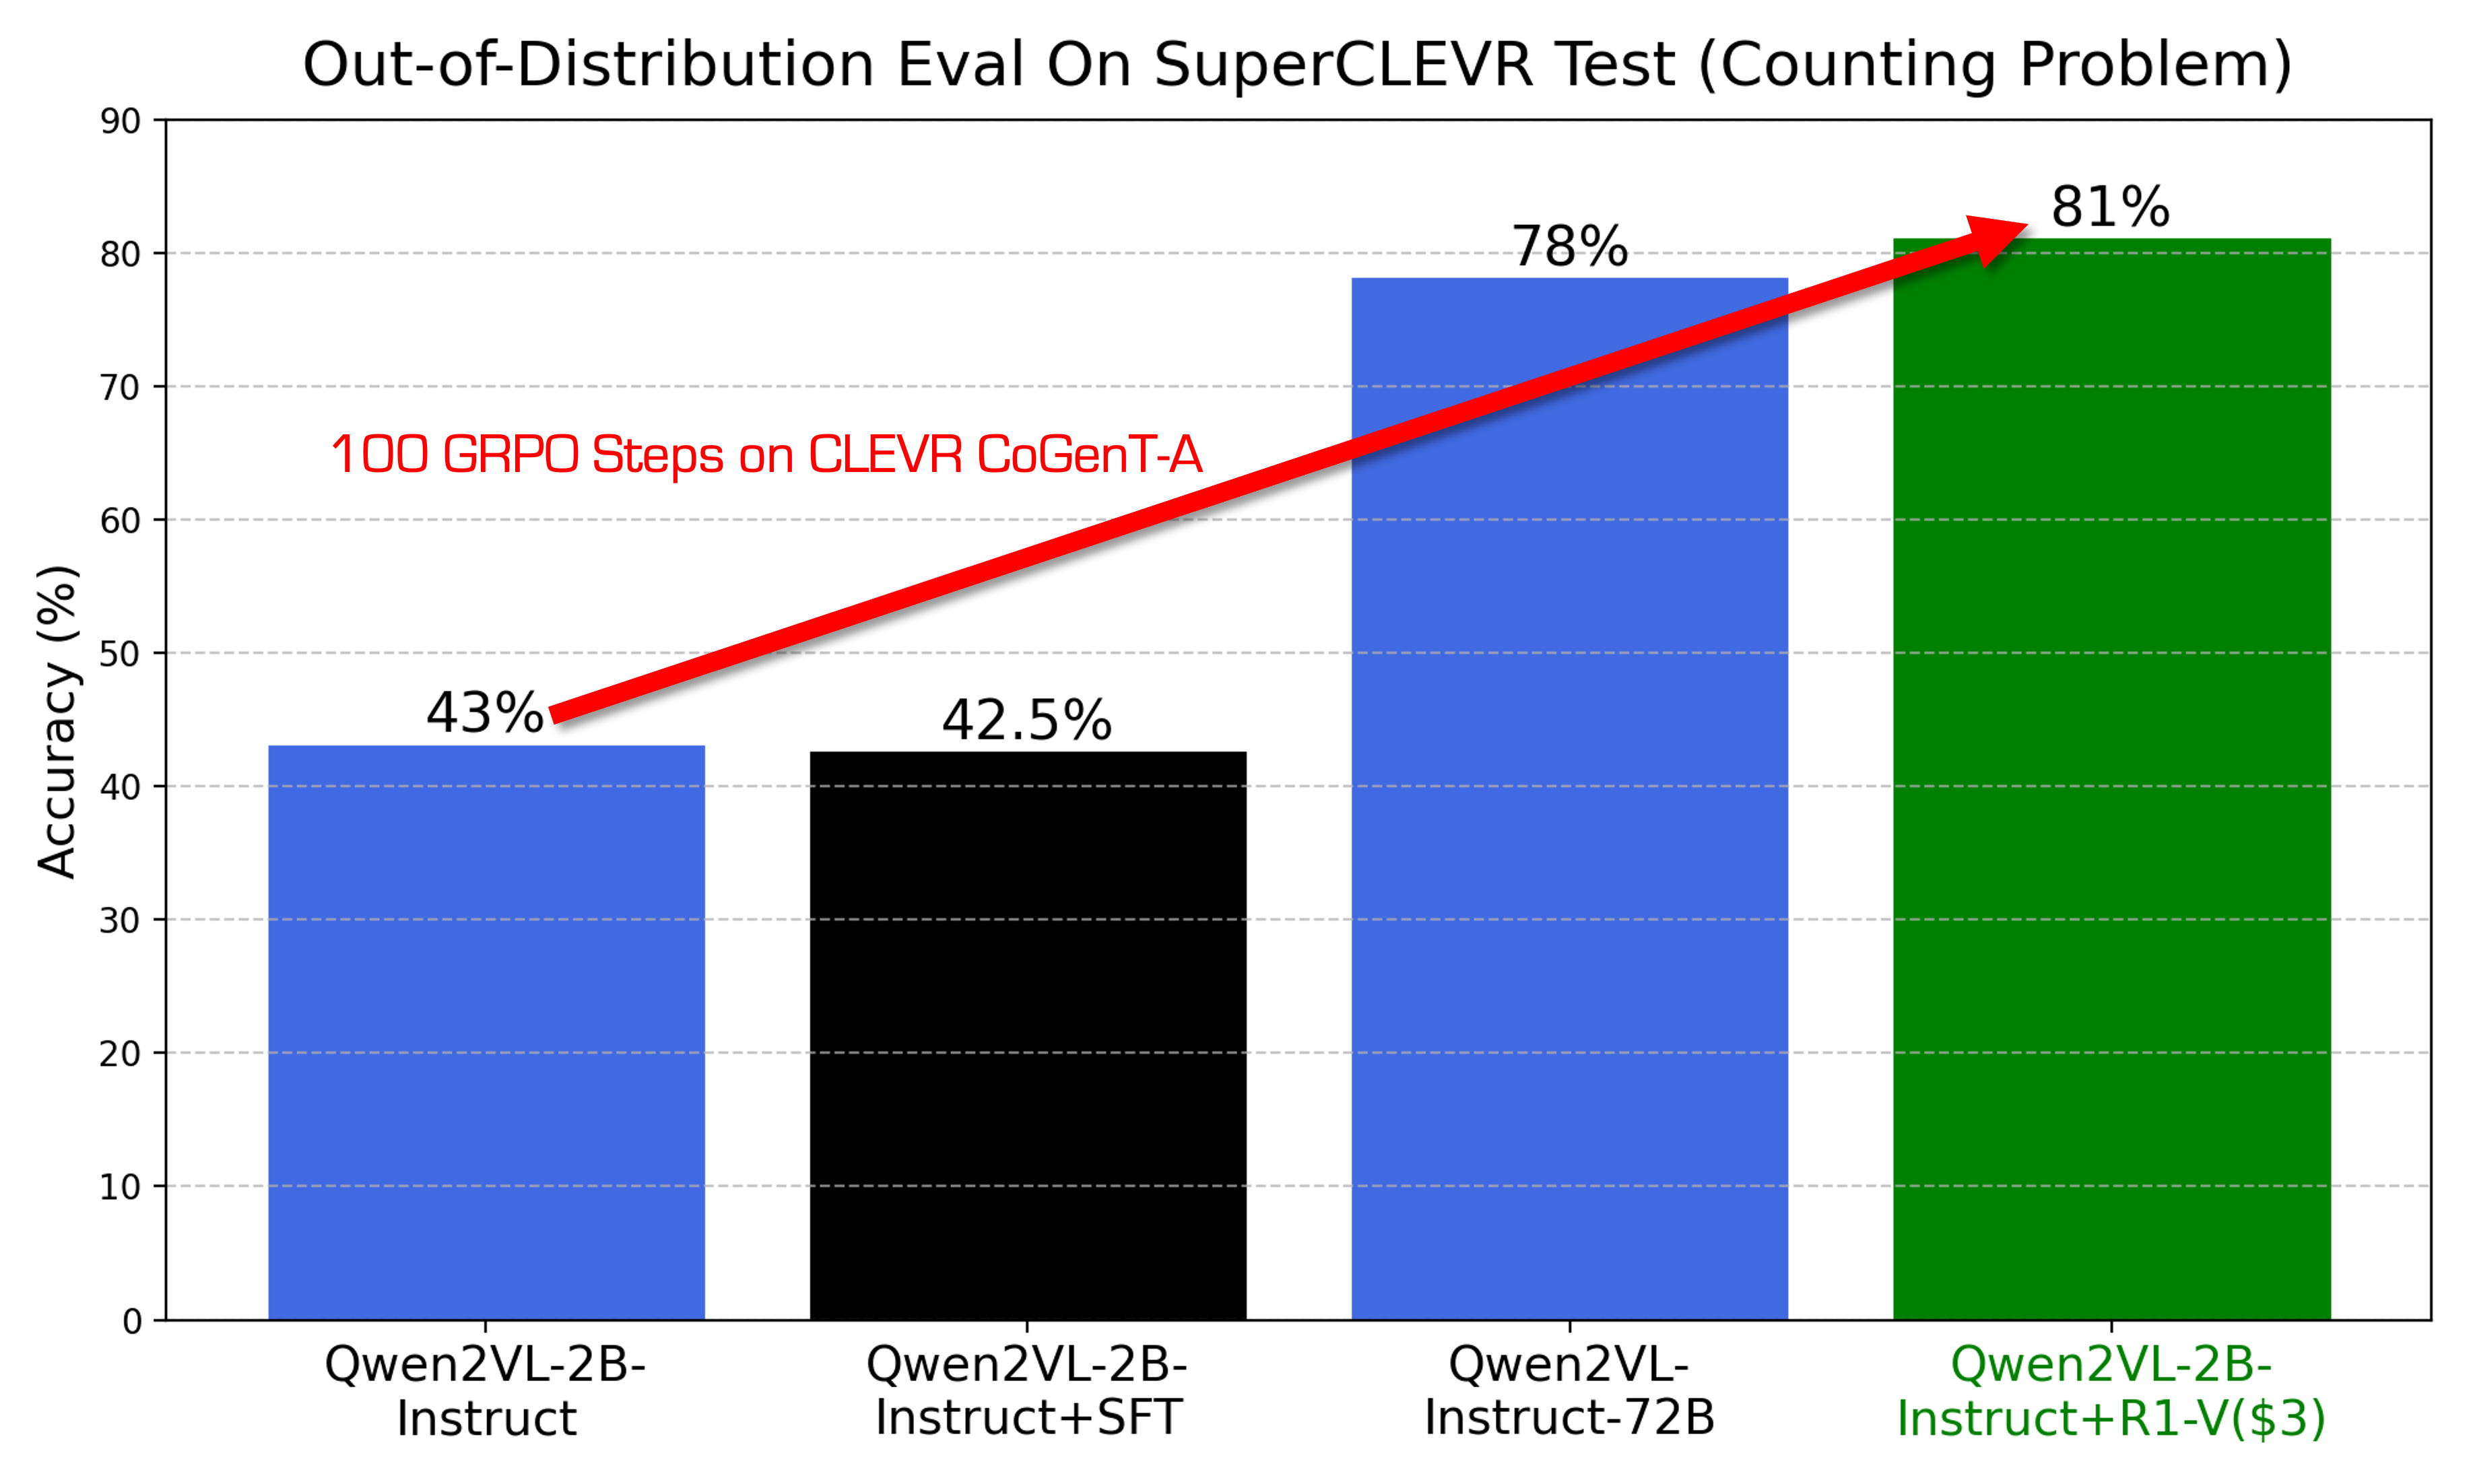 Out-of-Distribution Eval On SuperCLEVR Test (Counting Problem)
90
80
70
60
50
40
30
20
10
0
Accuracy (%)
100 GRPO Steps on CLEVR CoGenT-A
43%
42.5%
78%
81%
Qwen2VL-2B-
Instruct
Qwen2VL-2B-
Instruct+SFT
Qwen2VL-
Instruct-72B
Qwen2VL-2B-
Instruct+R1-V($3)